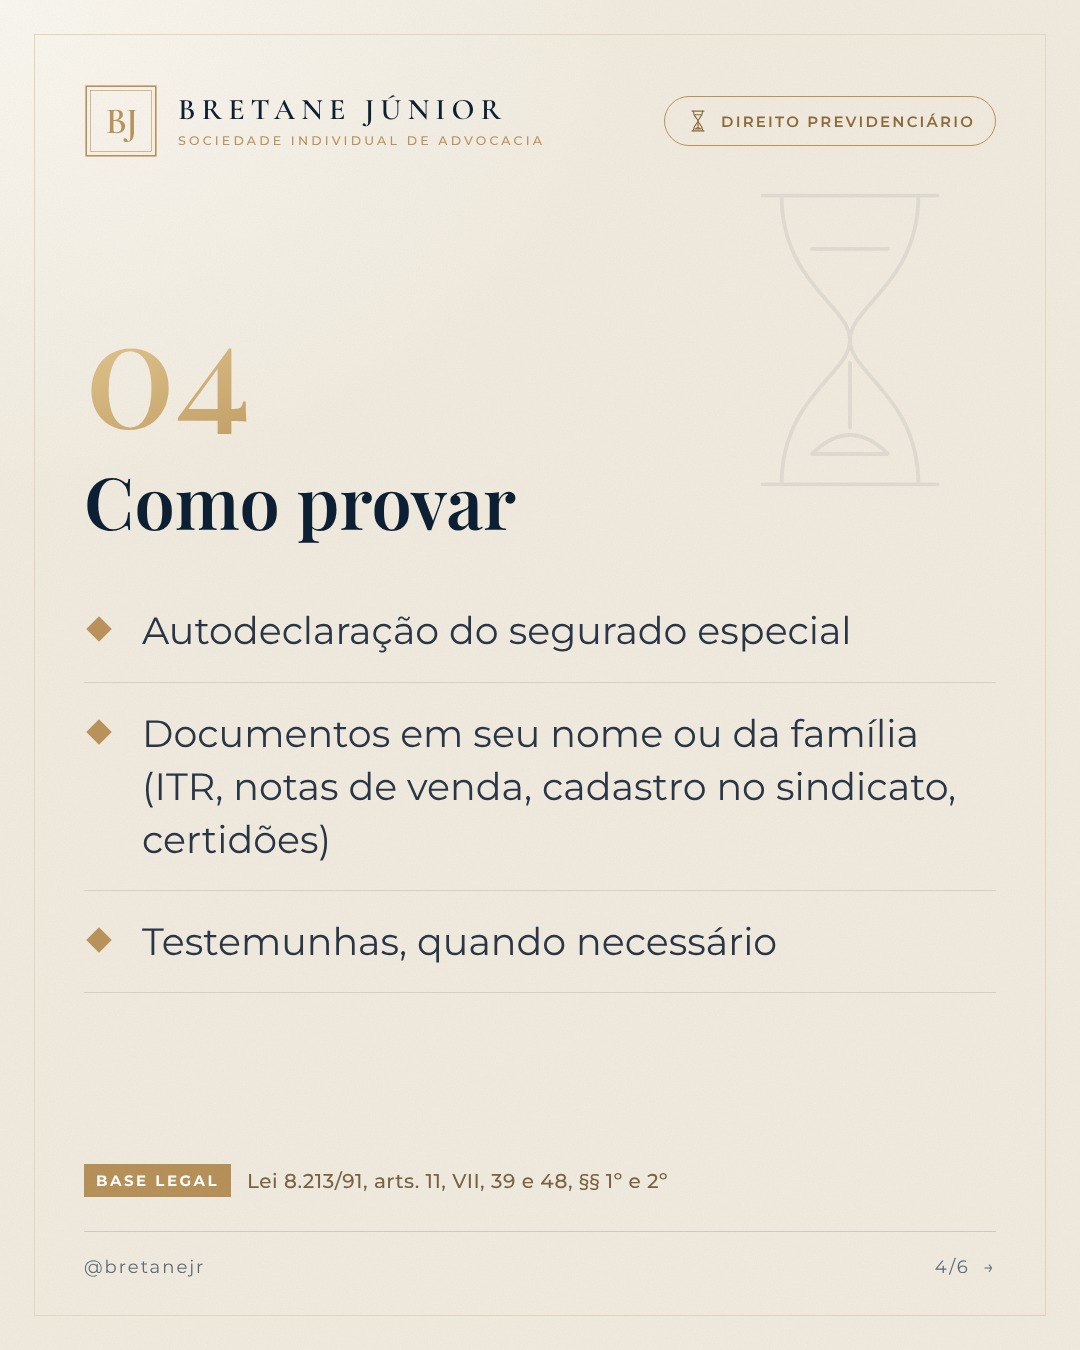 BJ
BRETANE JÚNIOR
SOCIEDADE INDIVIDUAL DE ADVOCACIA
DIREITO PREVIDENCIÁRIO
04
Como provar
Autodeclaração do segurado especial
Documentos em seu nome ou da família
(ITR, notas de venda, cadastro no sindicato,
certidões)
Testemunhas, quando necessário
BASE LEGAL Lei 8.213/91, arts. 11, VII, 39 e 48, §§ 1º e 2º
@bretanejr
4/6 →